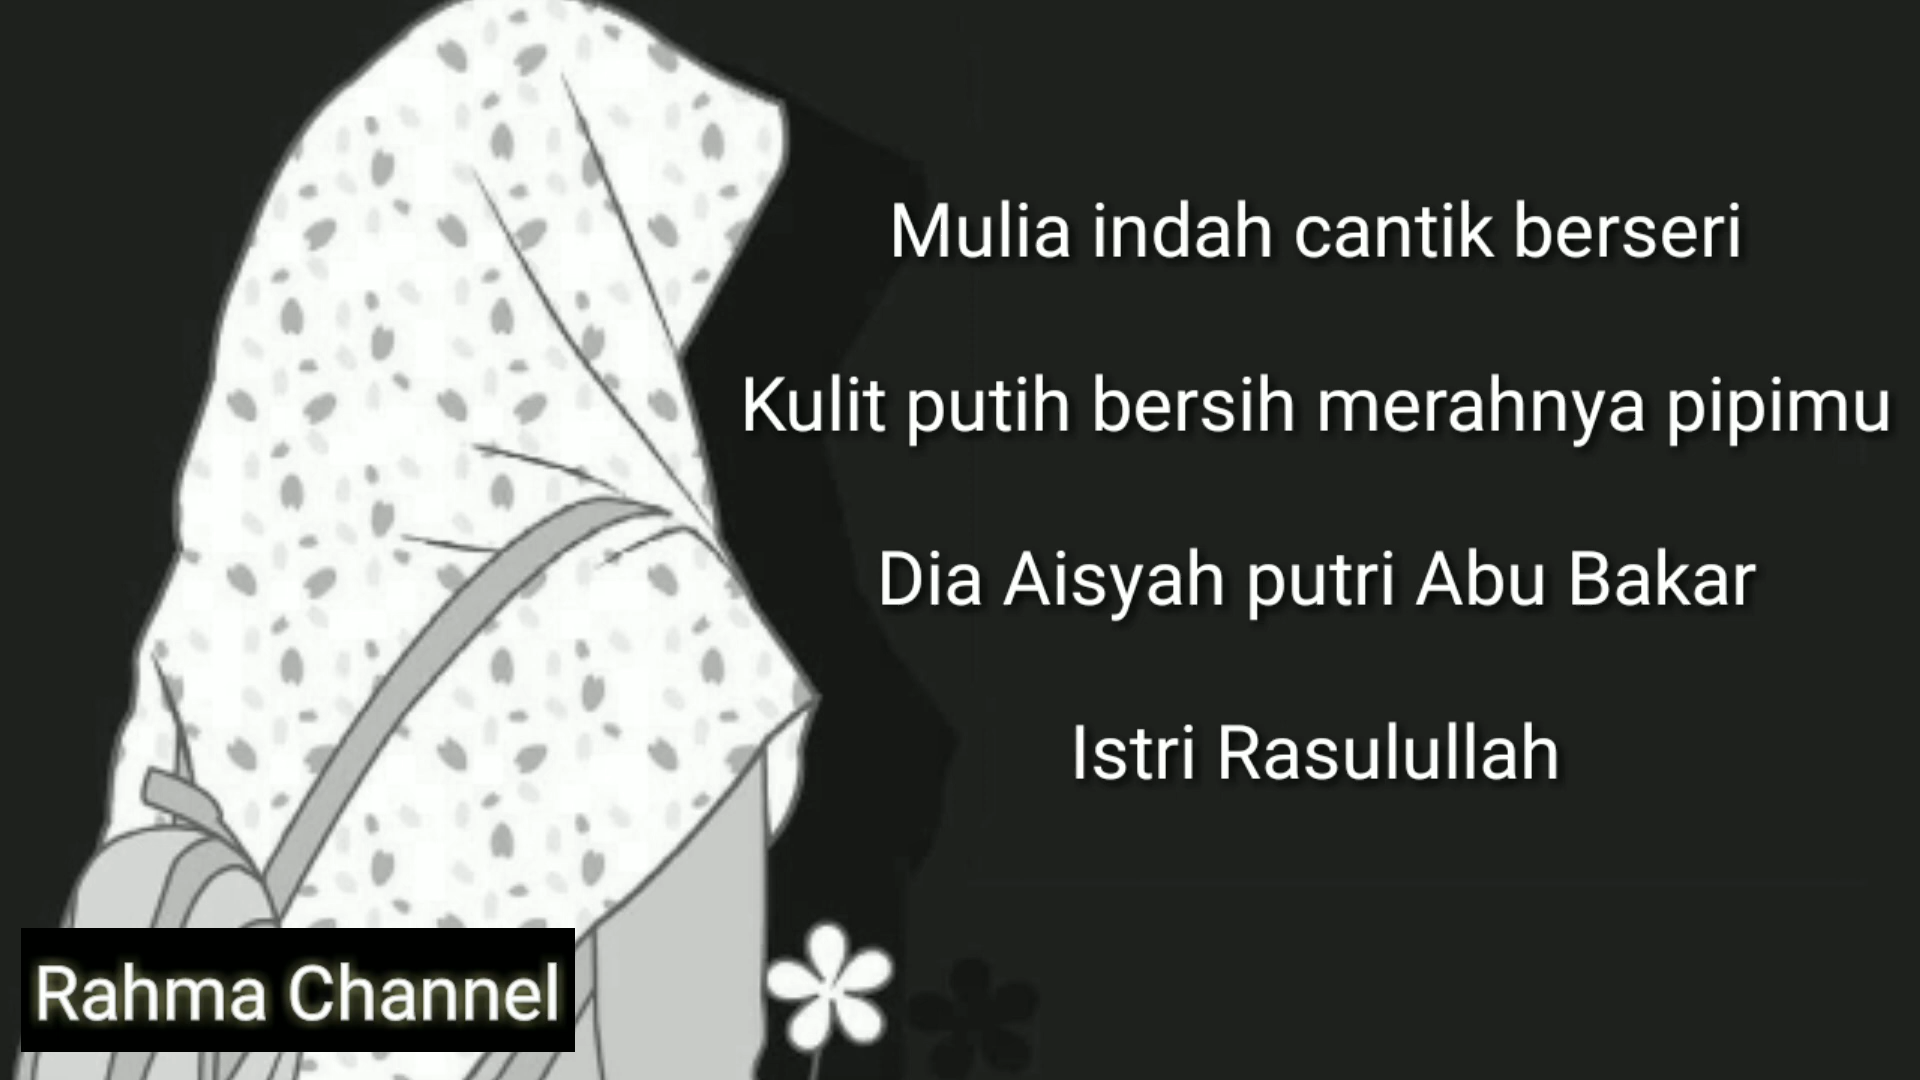 Mulia indah cantik berseri
Kulit putih bersih merahnya pipimu
Dia Aisyah putri Abu Bakar
Istri Rasulullah
Rahma Channel